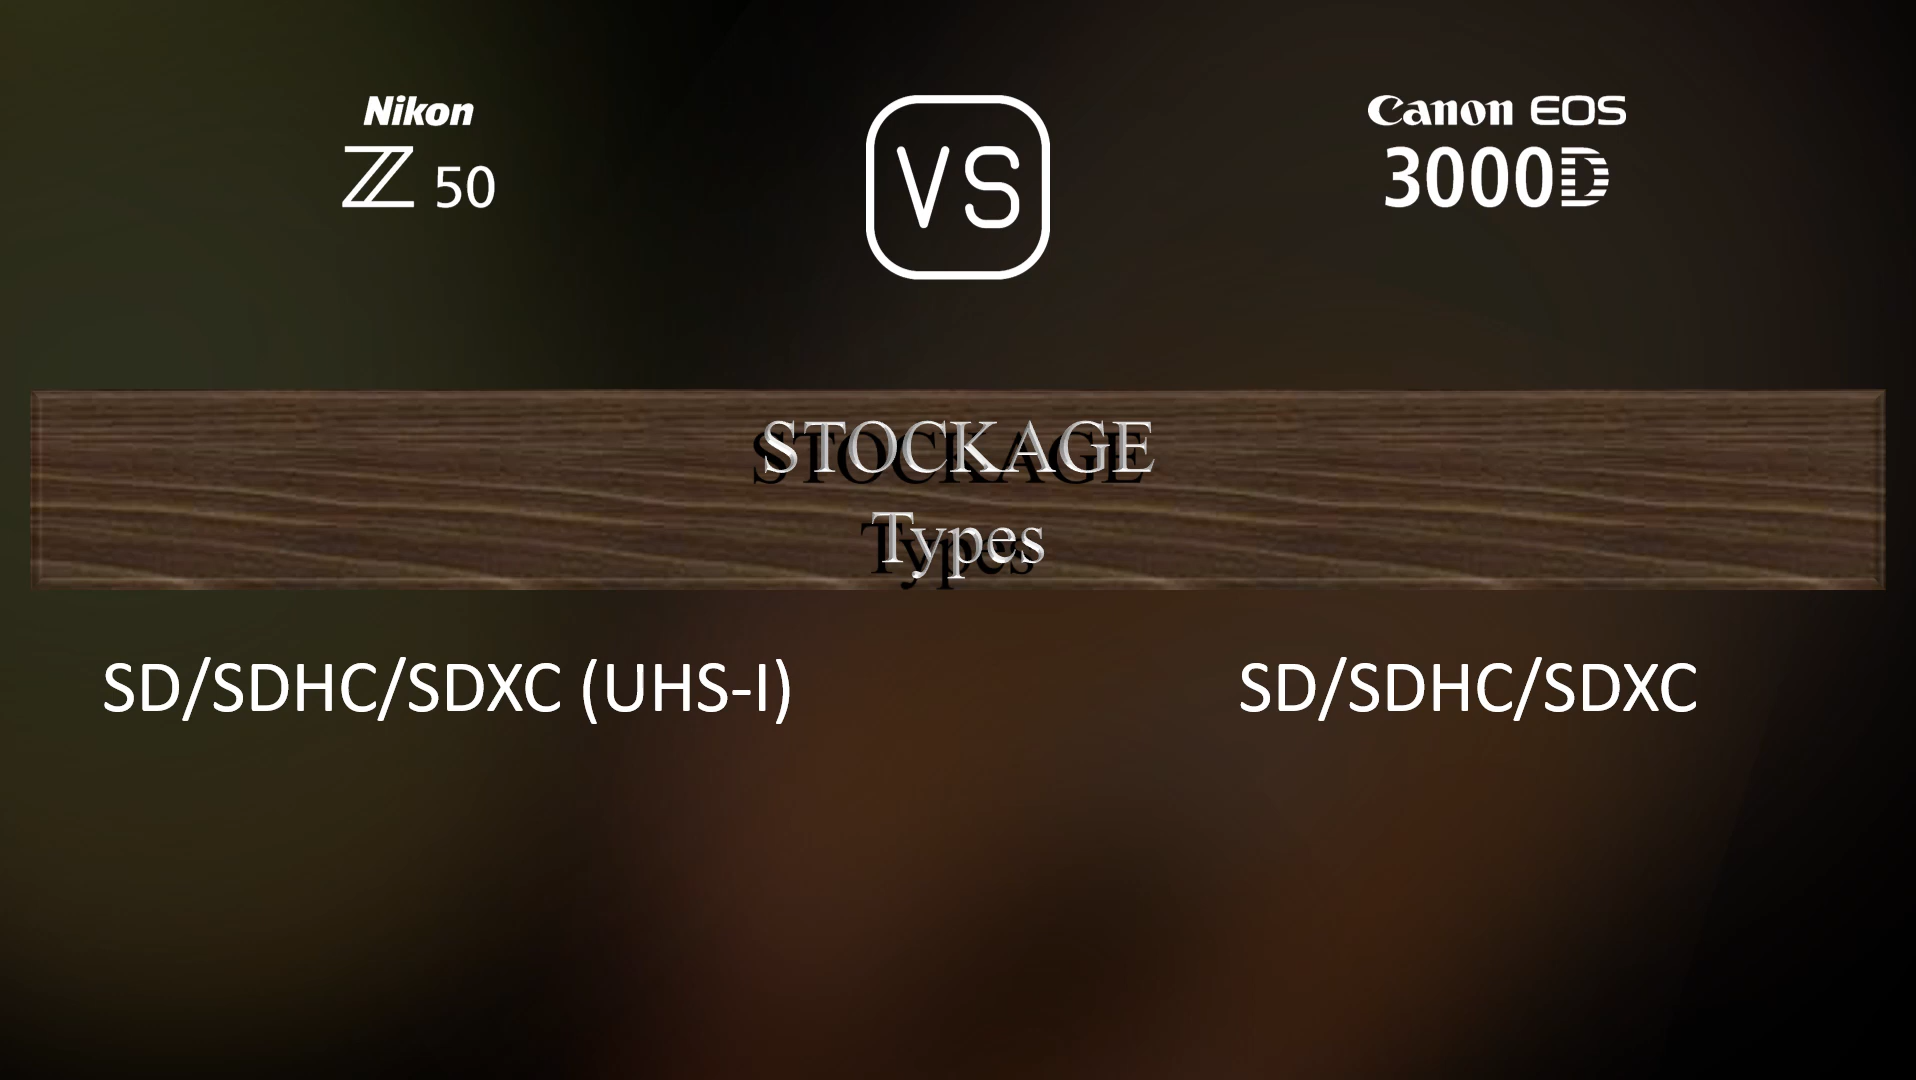 Nikon
Z 50
VS
Canon EOS
3000D
STOCKAGE
Types
SD/SDHC/SDXC (UHS-I)
SD/SDHC/SDXC